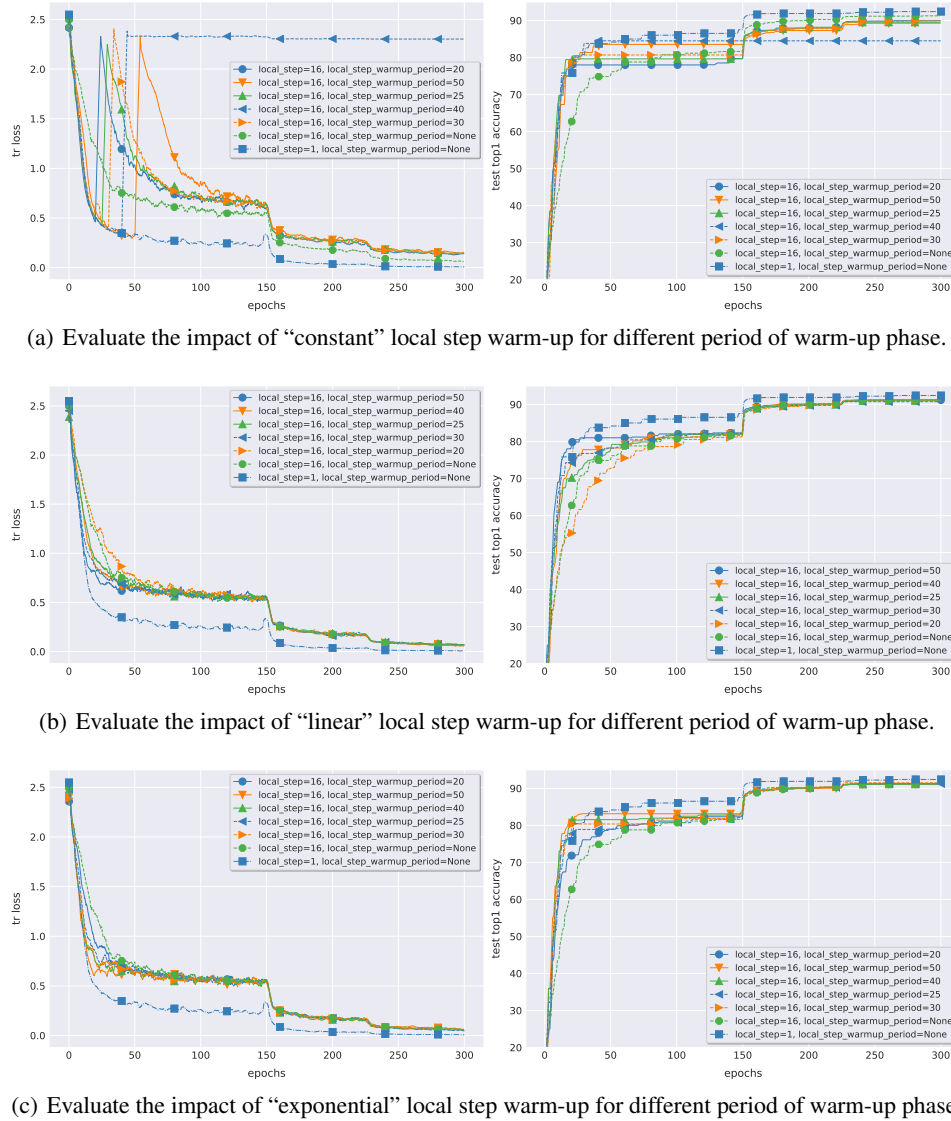 2.5
2.0
1.5
1.0
0.5
0.0
tr loss
0 50 100 150 200 250 300
epochs
local_step=16, local_step_warmup_period=20
local_step=16, local_step_warmup_period=50
local_step=16, local_step_warmup_period=25
local_step=16, local_step_warmup_period=40
local_step=16, local_step_warmup_period=30
local_step=16, local_step_warmup_period=None
local_step=1, local_step_warmup_period=None
90
80
70
60
50
40
30
20
test top1 accuracy
0 50 100 150 200 250 300
epochs
local_step=16, local_step_warmup_period=20
local_step=16, local_step_warmup_period=50
local_step=16, local_step_warmup_period=25
local_step=16, local_step_warmup_period=40
local_step=16, local_step_warmup_period=30
local_step=16, local_step_warmup_period=None
local_step=1, local_step_warmup_period=None
(a) Evaluate the impact of “constant” local step warm-up for different period of warm-up phase.
2.5
2.0
1.5
1.0
0.5
0.0
tr loss
0 50 100 150 200 250 300
epochs
local_step=16, local_step_warmup_period=50
local_step=16, local_step_warmup_period=40
local_step=16, local_step_warmup_period=25
local_step=16, local_step_warmup_period=30
local_step=16, local_step_warmup_period=20
local_step=16, local_step_warmup_period=None
local_step=1, local_step_warmup_period=None
90
80
70
60
50
40
30
20
test top1 accuracy
0 50 100 150 200 250 300
epochs
local_step=16, local_step_warmup_period=50
local_step=16, local_step_warmup_period=40
local_step=16, local_step_warmup_period=25
local_step=16, local_step_warmup_period=30
local_step=16, local_step_warmup_period=20
local_step=16, local_step_warmup_period=None
local_step=1, local_step_warmup_period=None
(b) Evaluate the impact of “linear” local step warm-up for different period of warm-up phase.
2.5
2.0
1.5
1.0
0.5
0.0
tr loss
0 50 100 150 200 250 300
epochs
local_step=16, local_step_warmup_period=20
local_step=16, local_step_warmup_period=50
local_step=16, local_step_warmup_period=40
local_step=16, local_step_warmup_period=25
local_step=16, local_step_warmup_period=30
local_step=16, local_step_warmup_period=None
local_step=1, local_step_warmup_period=None
90
80
70
60
50
40
30
20
test top1 accuracy
0 50 100 150 200 250 300
epochs
local_step=16, local_step_warmup_period=20
local_step=16, local_step_warmup_period=50
local_step=16, local_step_warmup_period=40
local_step=16, local_step_warmup_period=25
local_step=16, local_step_warmup_period=30
local_step=16, local_step_warmup_period=None
local_step=1, local_step_warmup_period=None
(c) Evaluate the impact of “exponential” local step warm-up for different period of warm-up phase